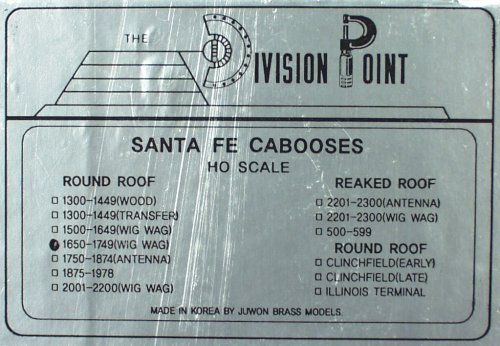 THE DIVISION POINT
SANTA FE CABOOSES
HO SCALE
ROUND ROOF
1300-1449(WOOD)
1300-1449(TRANSFER)
1500-1649(WIG WAG)
1650-1749(WIG WAG)
1750-1874(ANTENNA)
1875-1978
2001-2200(WIG WAG)
REAKED ROOF
2201-2300(ANTENNA)
2201-2300(WIG WAG)
500-599
ROUND ROOF
CLINCHFIELD(EARLY)
CLINCHFIELD(LATE)
ILLINOIS TERMINAL
MADE IN KOREA BY JUWON BRASS MODELS.